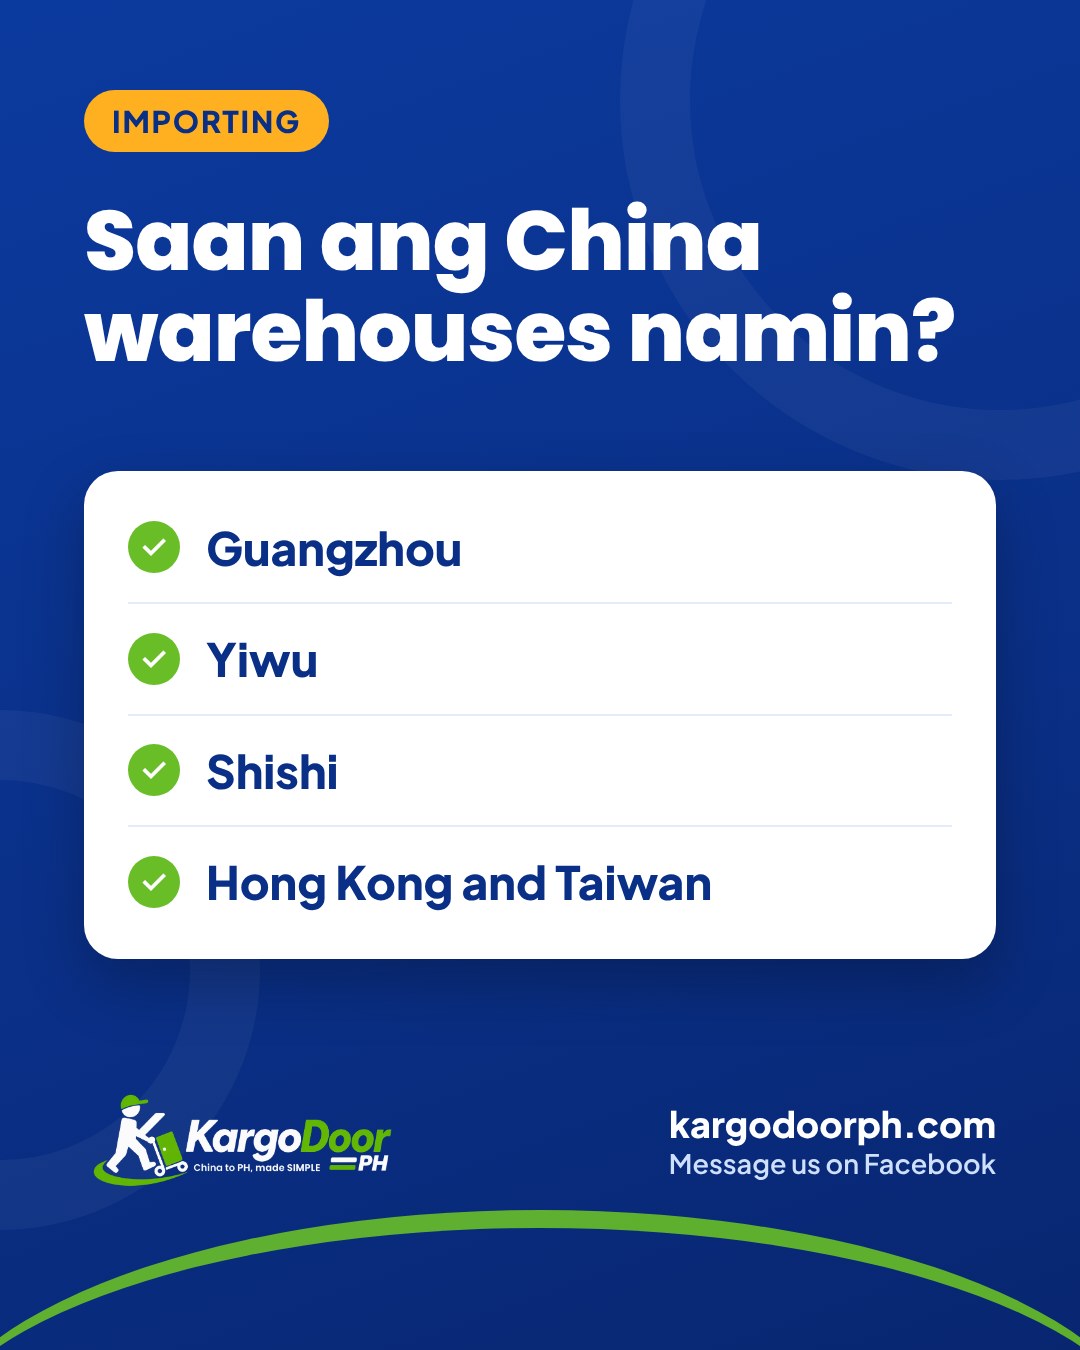 IMPORTING
Saan ang China
warehouses namin?
Guangzhou
Yiwu
Shishi
Hong Kong and Taiwan
KargoDoor
China to PH, made SIMPLE
PH
kargodoorph.com
Message us on Facebook